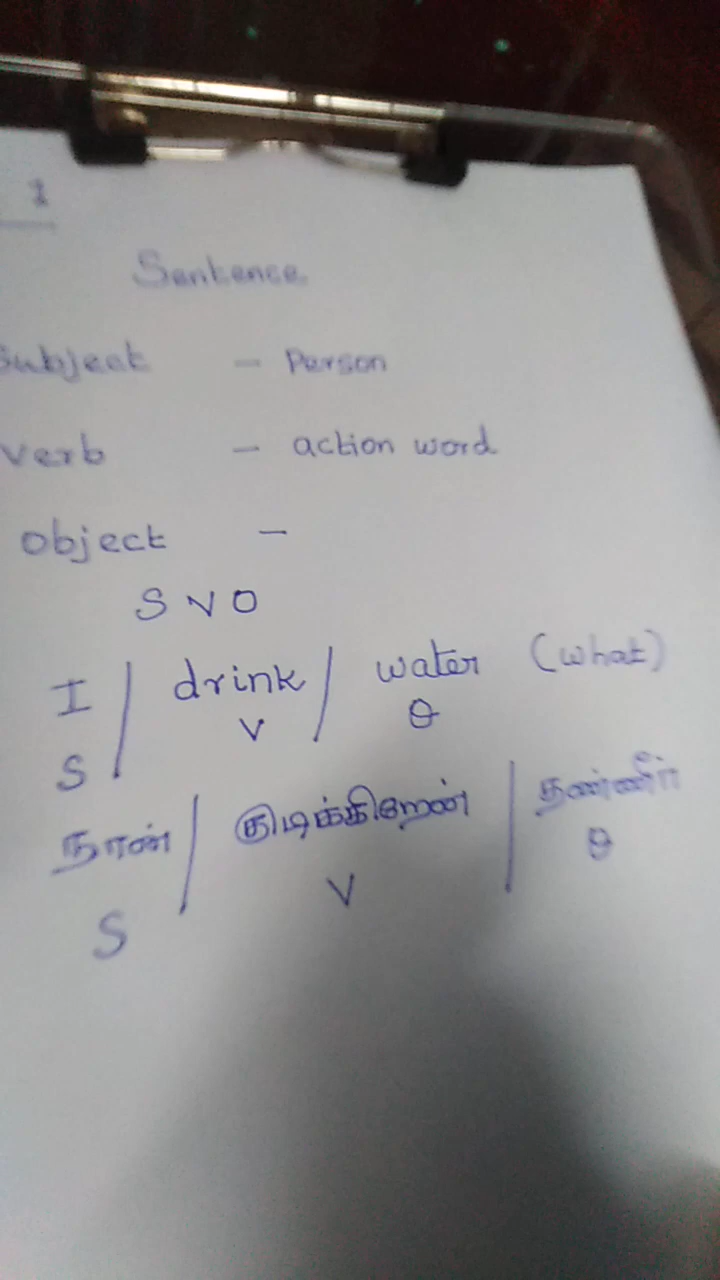 1
Sentence
Subject - Person
Verb - action word
Object -
S V O
I / drink / water (what)
S V O
நான் / குடிக்கிறேன் / தண்ணீர்
S V O